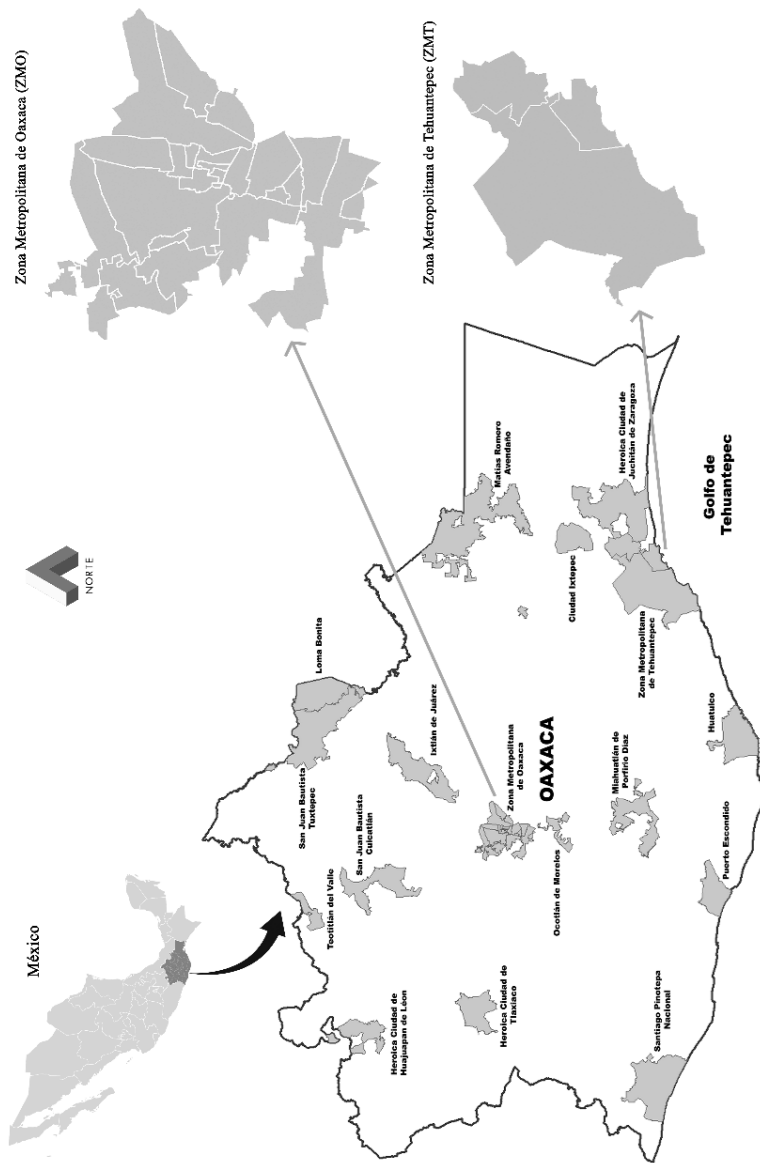 Zona Metropolitana de Oaxaca (ZMO)
México
NORTE
San Juan Bautista
Tuxtepec
Loma Bonita
Teotitlán del Valle
San Juan Bautista
Cuicatlán
Heroica Ciudad de
Huajuapan de Léon
Ixtlán de Juárez
Zona Metropolitana de Tehuantepec (ZMT)
Heroica Ciudad de
Tlaxiaco
Zona Metropolitana
de Oaxaca
OAXACA
Matías Romero
Avendaño
Ocotlán de Morelos
Ciudad Ixtepec
Heroica Ciudad de
Juchitán de Zaragoza
Miahuatlán de
Porfirio Díaz
Zona Metropolitana
de Tehuantepec
Santiago Pinotepa
Nacional
Puerto Escondido
Huatulco
Golfo de
Tehuantepec